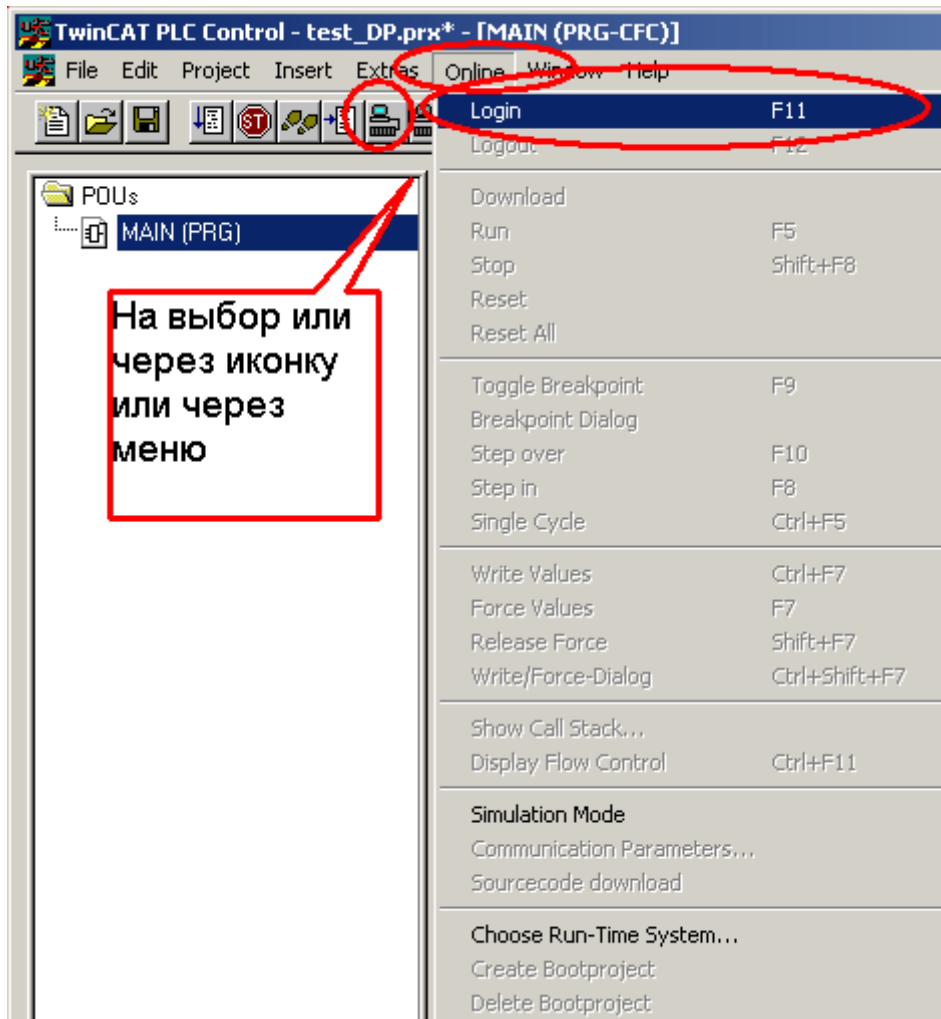 TwinCAT PLC Control - test_DP.prx* - [MAIN (PRG-CFC)]
File Edit Project Insert Extras Online Window Help
ST
Login F11
Logout F12
POUs
MAIN (PRG)
На выбор или
через иконку
или через
меню
Download
Run F5
Stop Shift+F8
Reset
Reset All
Toggle Breakpoint F9
Breakpoint Dialog
Step over F10
Step in F8
Single Cycle Ctrl+F5
Write Values Ctrl+F7
Force Values F7
Release Force Shift+F7
Write/Force-Dialog Ctrl+Shift+F7
Show Call Stack...
Display Flow Control Ctrl+F11
Simulation Mode
Communication Parameters...
Sourcecode download
Choose Run-Time System...
Create Bootproject
Delete Bootproject